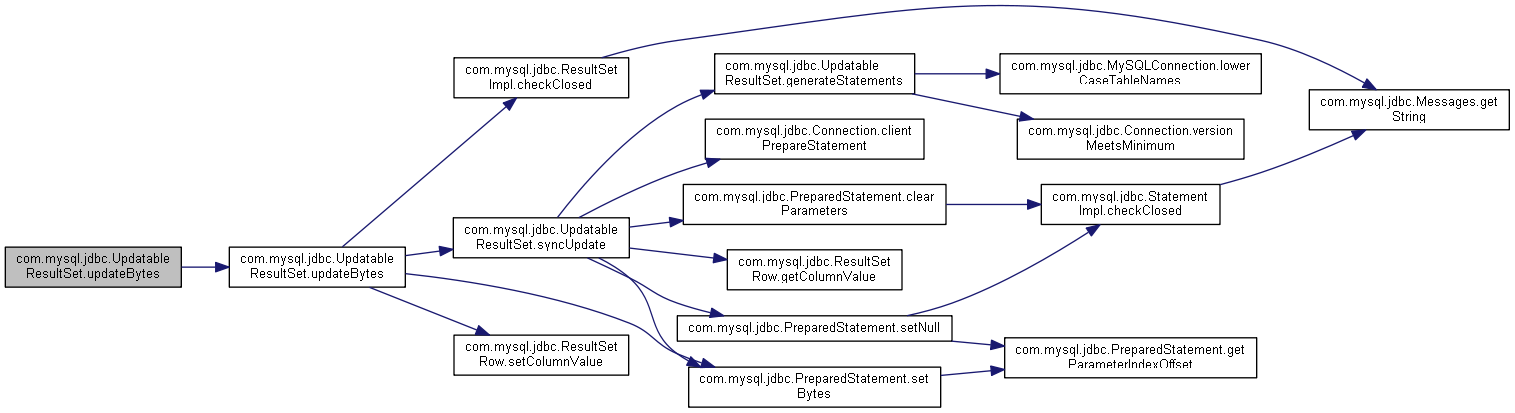 com.mysql.jdbc.Updatable
ResultSet.updateBytes
com.mysql.jdbc.Updatable
ResultSet.updateBytes
com.mysql.jdbc.ResultSet
Impl.checkClosed
com.mysql.jdbc.Updatable
ResultSet.syncUpdate
com.mysql.jdbc.ResultSet
Row.setColumnValue
com.mysql.jdbc.Updatable
ResultSet.generateStatements
com.mysql.jdbc.Connection.client
PrepareStatement
com.mysql.jdbc.PreparedStatement.clear
Parameters
com.mysql.jdbc.ResultSet
Row.getColumnValue
com.mysql.jdbc.PreparedStatement.setNull
com.mysql.jdbc.PreparedStatement.set
Bytes
com.mysql.jdbc.MySQLConnection.lower
CaseTableNames
com.mysql.jdbc.Connection.version
MeetsMinimum
com.mysql.jdbc.Statement
Impl.checkClosed
com.mysql.jdbc.PreparedStatement.get
ParameterIndexOffset
com.mysql.jdbc.Messages.get
String